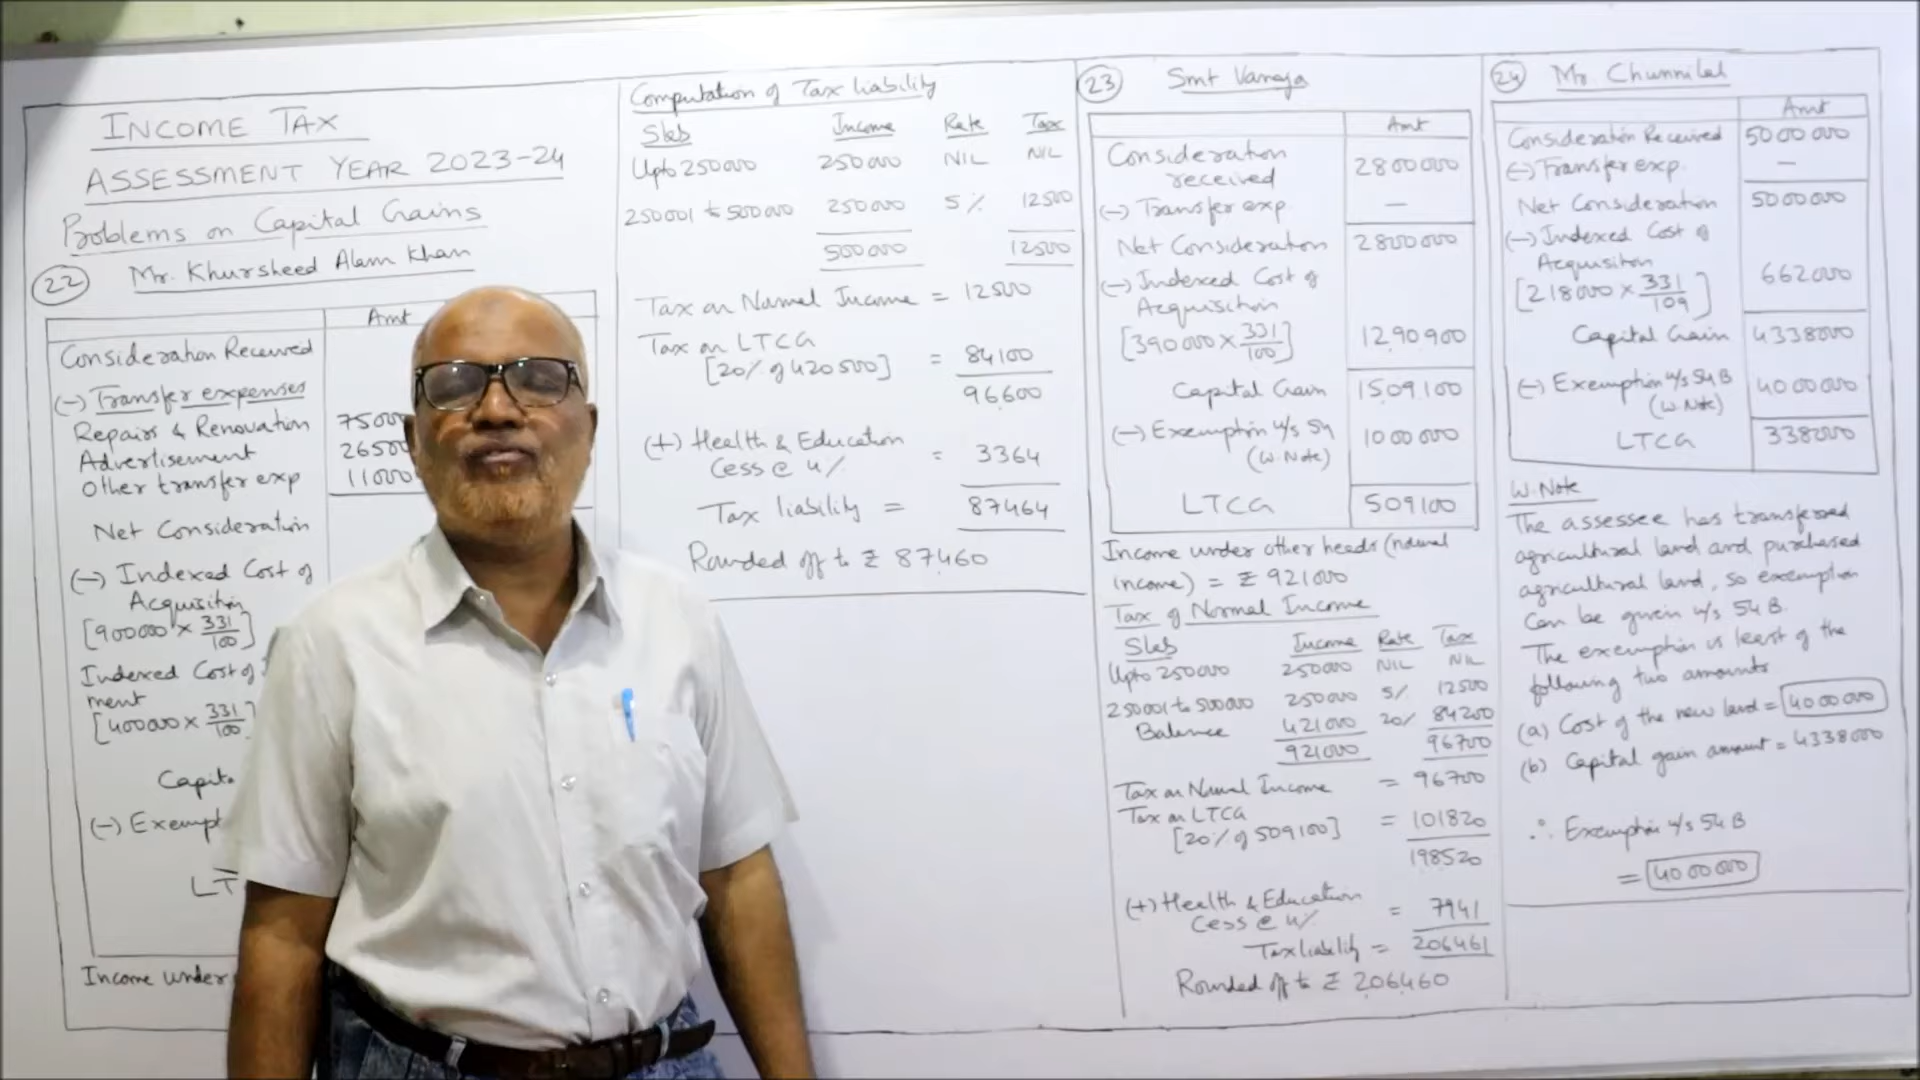 INCOME TAX
ASSESSMENT YEAR 2023-24
Problems on Capital Gains
22 Mr. Khursheed Alam Khan
Amt
Consideration Received
(-) Transfer expenses
Repairs & Renovation 75000
Advertisement 26500
Other transfer exp 11000
Net Consideration
(-) Indexed Cost of
Acquisition
[900000 × 331/100]
Indexed Cost of
ment
[400000 × 331/100]
(-)
Income under
Computation of Tax liability
Slab Income Rate Tax
Upto 250000 250000 NIL NIL
250001 to 500000 250000 5% 12500
500000 12500
Tax on Normal Income = 12500
Tax on LTCG
[20% of 420500] = 84100
96600
(+) Health & Education
Cess @ 4% = 3364
Tax liability = 87464
Rounded off to ₹ 87460
23 Smt Vanaja
Amt
Consideration
received 2800000
(-) Transfer exp. —
Net Consideration 2800000
(-) Indexed Cost of
Acquisition
[390000 × 331/100] 1290900
Capital Gain 1509100
(-) Exemption u/s 54 1000000
(W.Note)
LTCG 509100
Income under other heads (normal
income) = ₹ 921000
Tax of Normal Income
Slab Income Rate Tax
Upto 250000 250000 NIL NIL
250001 to 500000 250000 5% 12500
Balance 421000 20% 84200
921000 96700
Tax on Normal Income = 96700
Tax on LTCG
[20% of 509100] = 101820
198520
(+) Health & Education
Cess @ 4% = 7941
Tax liability = 206461
Rounded off to ₹ 206460
24 Mr. Chunnilal
Amt
Consideration Received 5000000
(-) Transfer exp. —
Net Consideration 5000000
(-) Indexed Cost of
Acquisition
[218000 × 331/109] 662000
Capital Gain 4338000
(-) Exemption u/s 54B 4000000
(W.Note)
LTCG 338000
W.Note
The assessee has transferred
agricultural land and purchased
agricultural land, so exemption
can be given u/s 54B.
The exemption is least of the
following two amounts
(a) Cost of the new land = 4000000
(b) Capital gain amount = 4338000
∴ Exemption u/s 54B
= 4000000